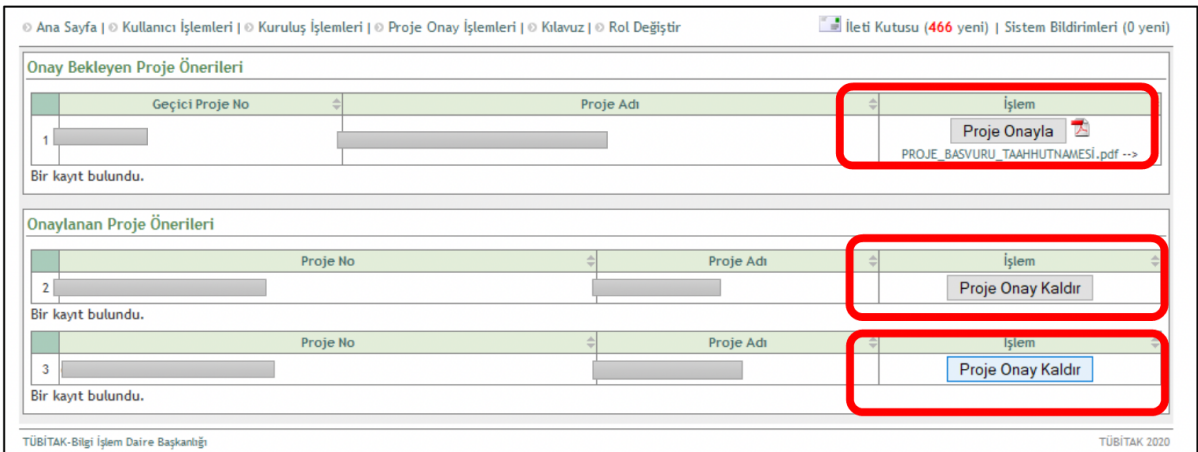 Ana Sayfa | Kullanıcı İşlemleri | Kuruluş İşlemleri | Proje Onay İşlemleri | Kılavuz | Rol Değiştir İleti Kutusu (466 yeni) | Sistem Bildirimleri (0 yeni)
Onay Bekleyen Proje Önerileri
Geçici Proje No Proje Adı İşlem
1 Proje Onayla
PROJE_BASVURU_TAAHHUTNAMESİ.pdf -->
Bir kayıt bulundu.
Onaylanan Proje Önerileri
Proje No Proje Adı İşlem
2 Proje Onay Kaldır
Bir kayıt bulundu.
Proje No Proje Adı İşlem
3 Proje Onay Kaldır
Bir kayıt bulundu.
TÜBİTAK-Bilgi İşlem Daire Başkanlığı TÜBİTAK 2020